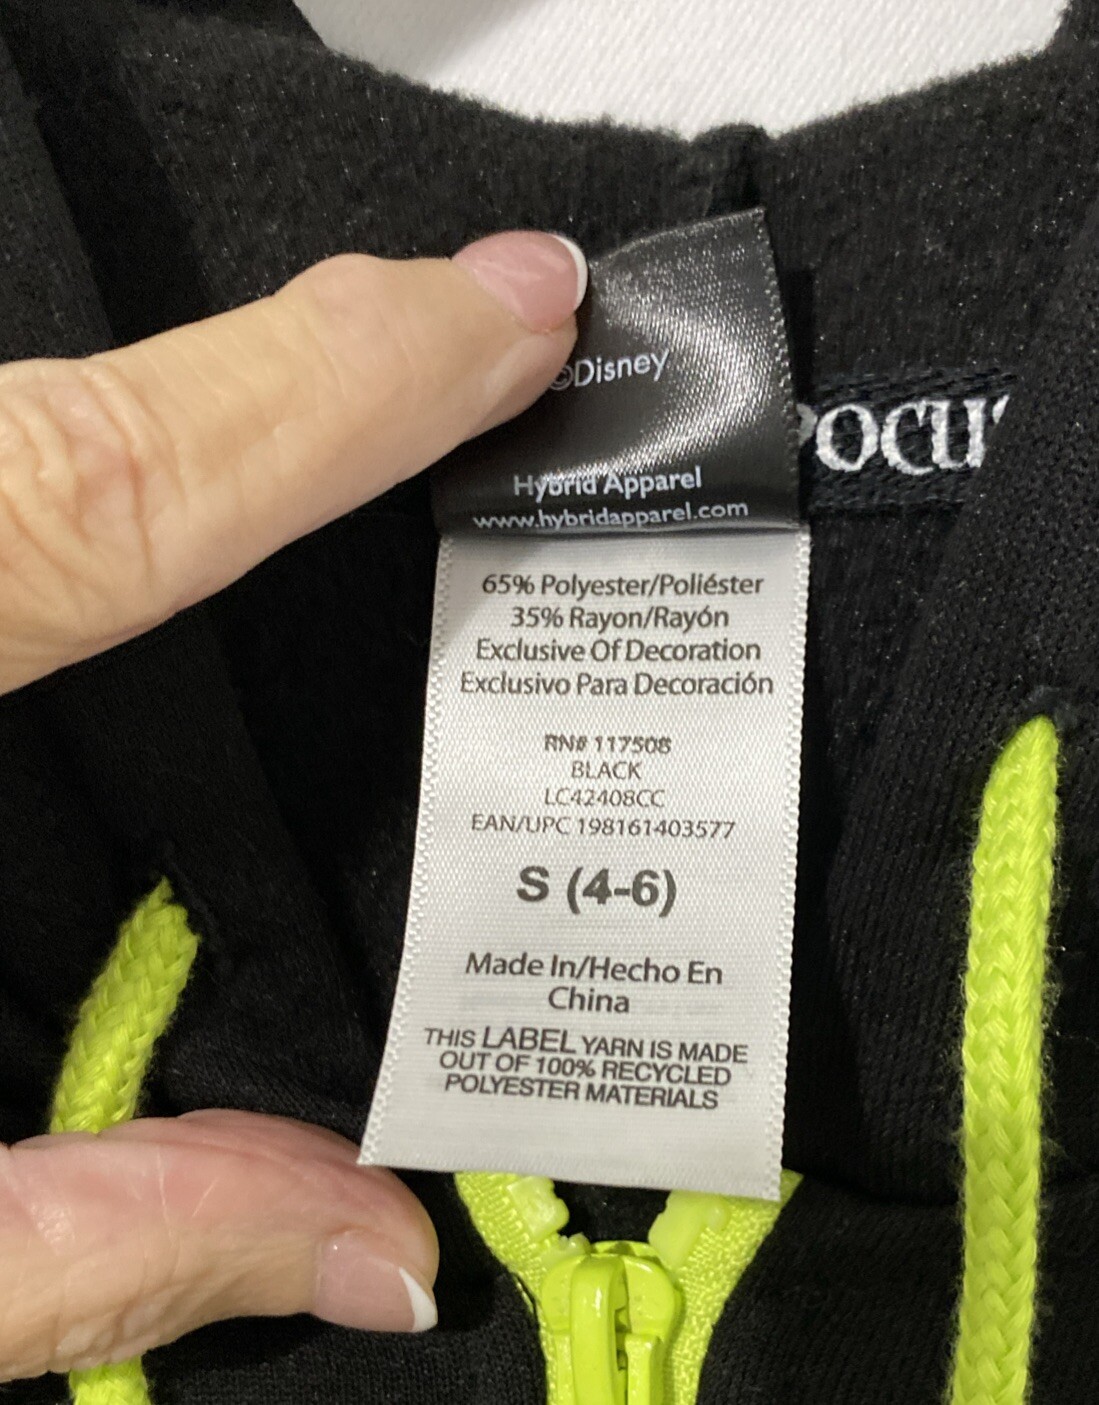 ©Disney
POCU
Hybrid Apparel
www.hybridapparel.com
65% Polyester/Poliéster
35% Rayon/Rayón
Exclusive Of Decoration
Exclusivo Para Decoración
RN# 117508
BLACK
LC42408CC
EAN/UPC 198161403577
S (4-6)
Made In/Hecho En
China
THIS LABEL YARN IS MADE
OUT OF 100% RECYCLED
POLYESTER MATERIALS